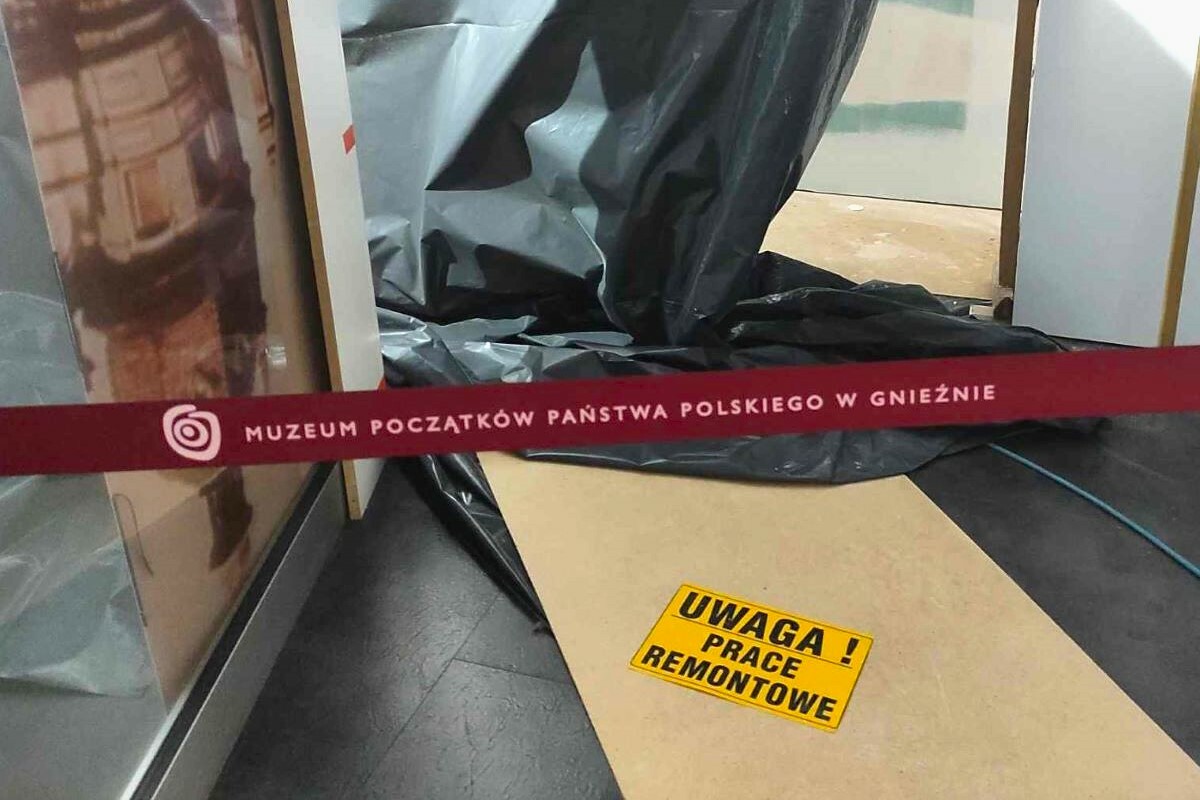 MUZEUM POCZĄTKÓW PAŃSTWA POLSKIEGO W GNIEŹNIE
UWAGA !
PRACE
REMONTOWE